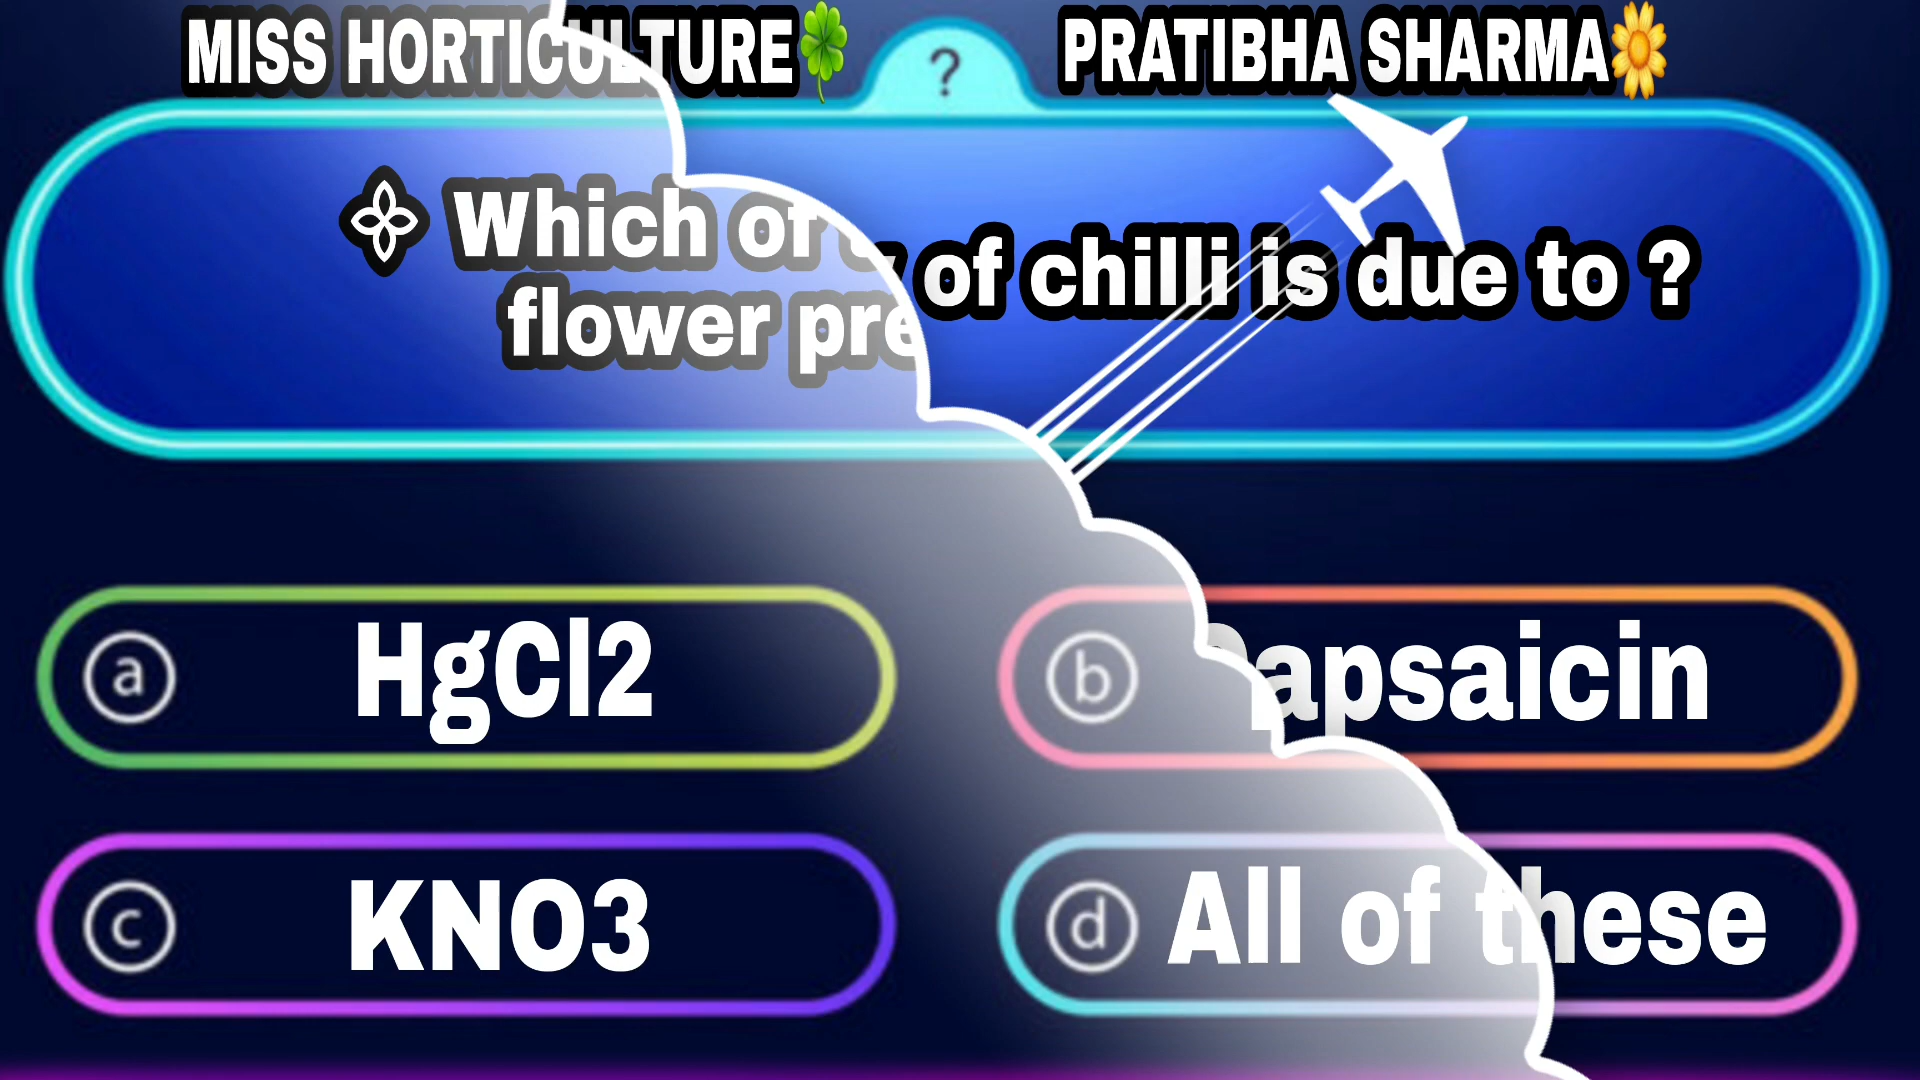 MISS HORTICULTURE🍀
?
PRATIBHA SHARMA🌼
Which of
flower pre
of chilli is due to ?
a HgCl2
b apsaicin
c KNO3
d All of these